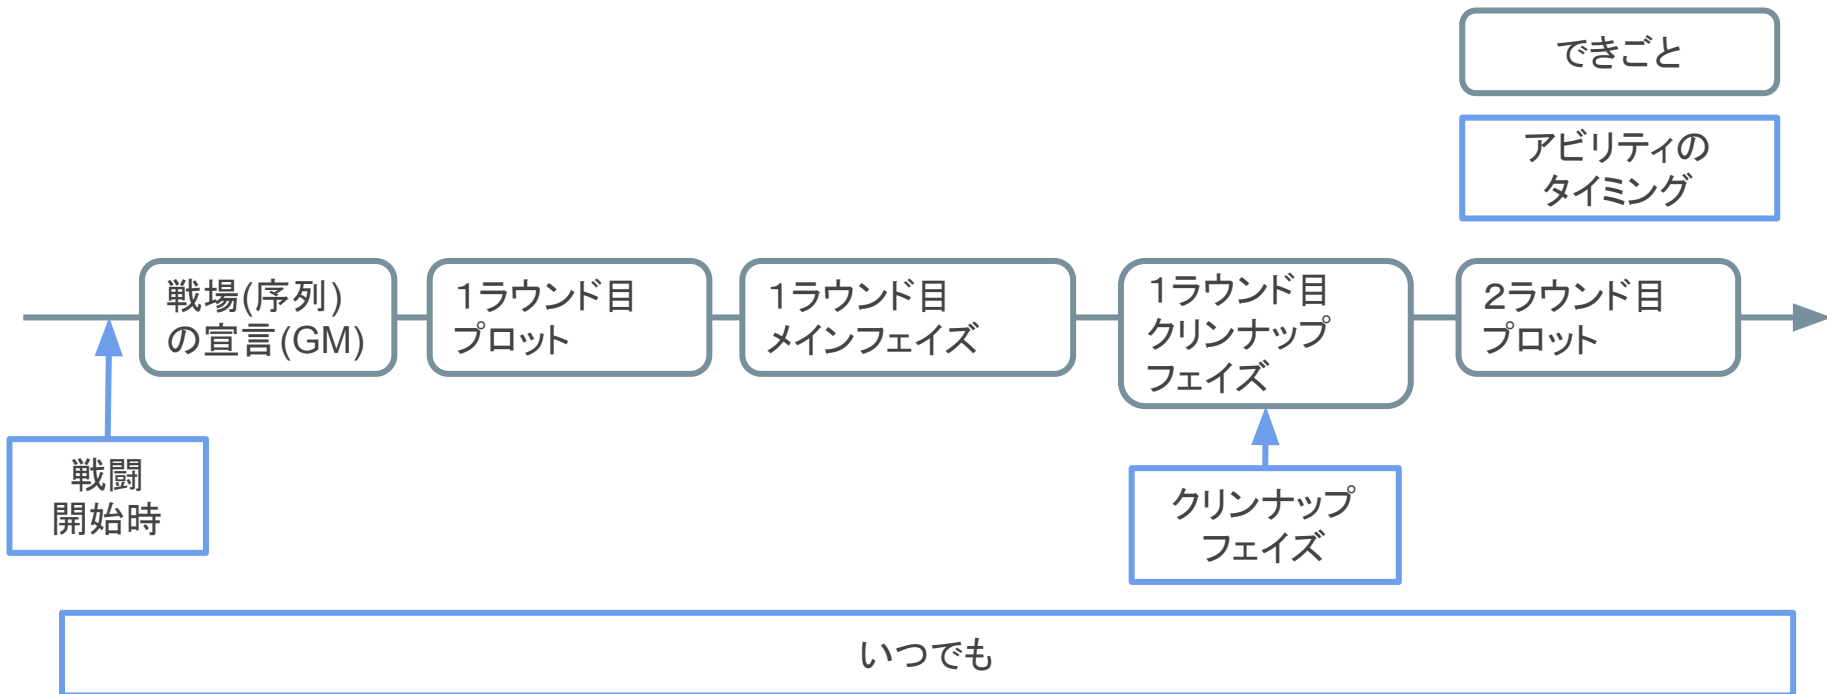 できごと
アビリティの
タイミング
戦場(序列)
の宣言(GM)
１ラウンド目
プロット
１ラウンド目
メインフェイズ
１ラウンド目
クリンナップ
フェイズ
２ラウンド目
プロット
戦闘
開始時
クリンナップ
フェイズ
いつでも